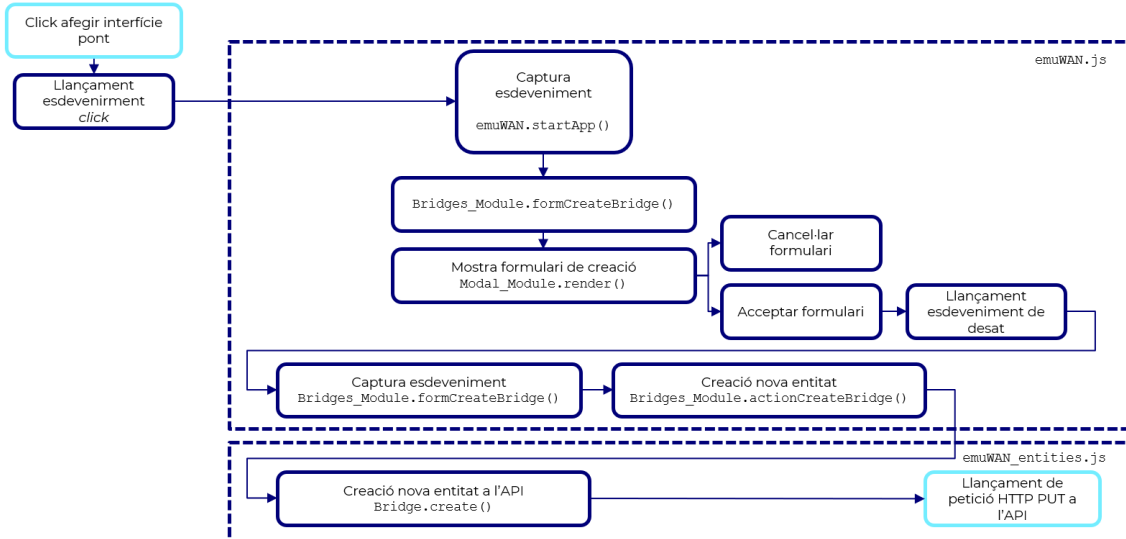 Click afegir interfície
pont
Llançament
esdevenirment
click
emuWAN.js
Captura
esdeveniment
emuWAN.startApp()
Bridges_Module.formCreateBridge()
Mostra formulari de creació
Modal_Module.render()
Cancel·lar
formulari
Acceptar formulari
Llançament
esdeveniment de
desat
Captura esdeveniment
Bridges_Module.formCreateBridge()
Creació nova entitat
Bridges_Module.actionCreateBridge()
emuWAN_entities.js
Creació nova entitat a l’API
Bridge.create()
Llançament de
petició HTTP PUT a
l’API